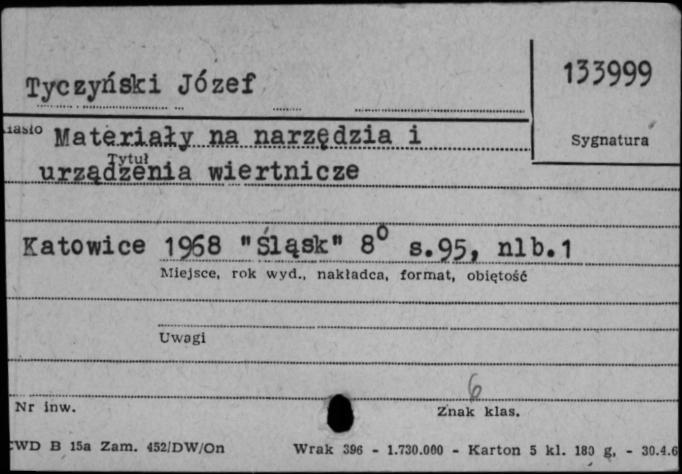 133999
Tyczyński Józef
Sygnatura
Hasło Materiały na narzędzia i
Tytuł
urządzenia wiertnicze
Katowice 1968 "Śląsk" 8° s.95, nlb.1
Miejsce, rok wyd., nakładca, format, objętość
Uwagi
6
Nr inw.
Znak klas.
CWD B 15a Zam. 452/DW/On Wrak 396 - 1.730.000 - Karton 5 kl. 180 g. - 30.4.6